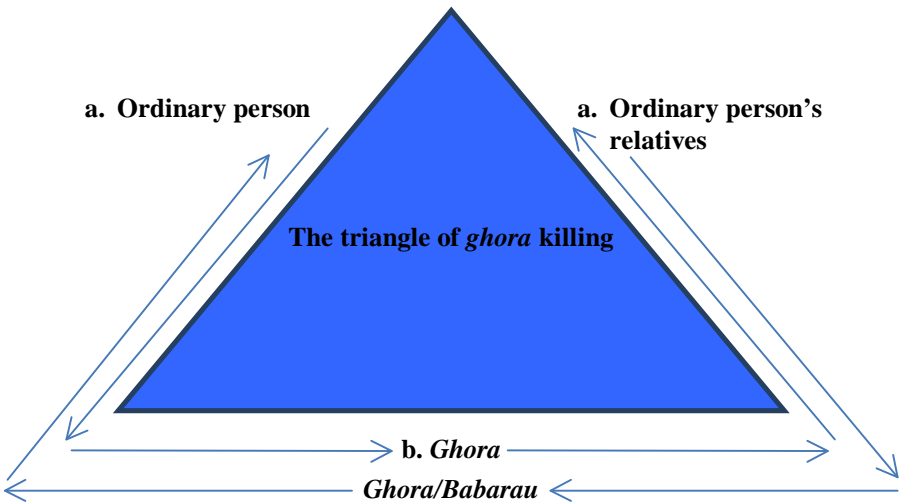 a. Ordinary person
a. Ordinary person’s
relatives
The triangle of ghora killing
b. Ghora
Ghora/Babarau